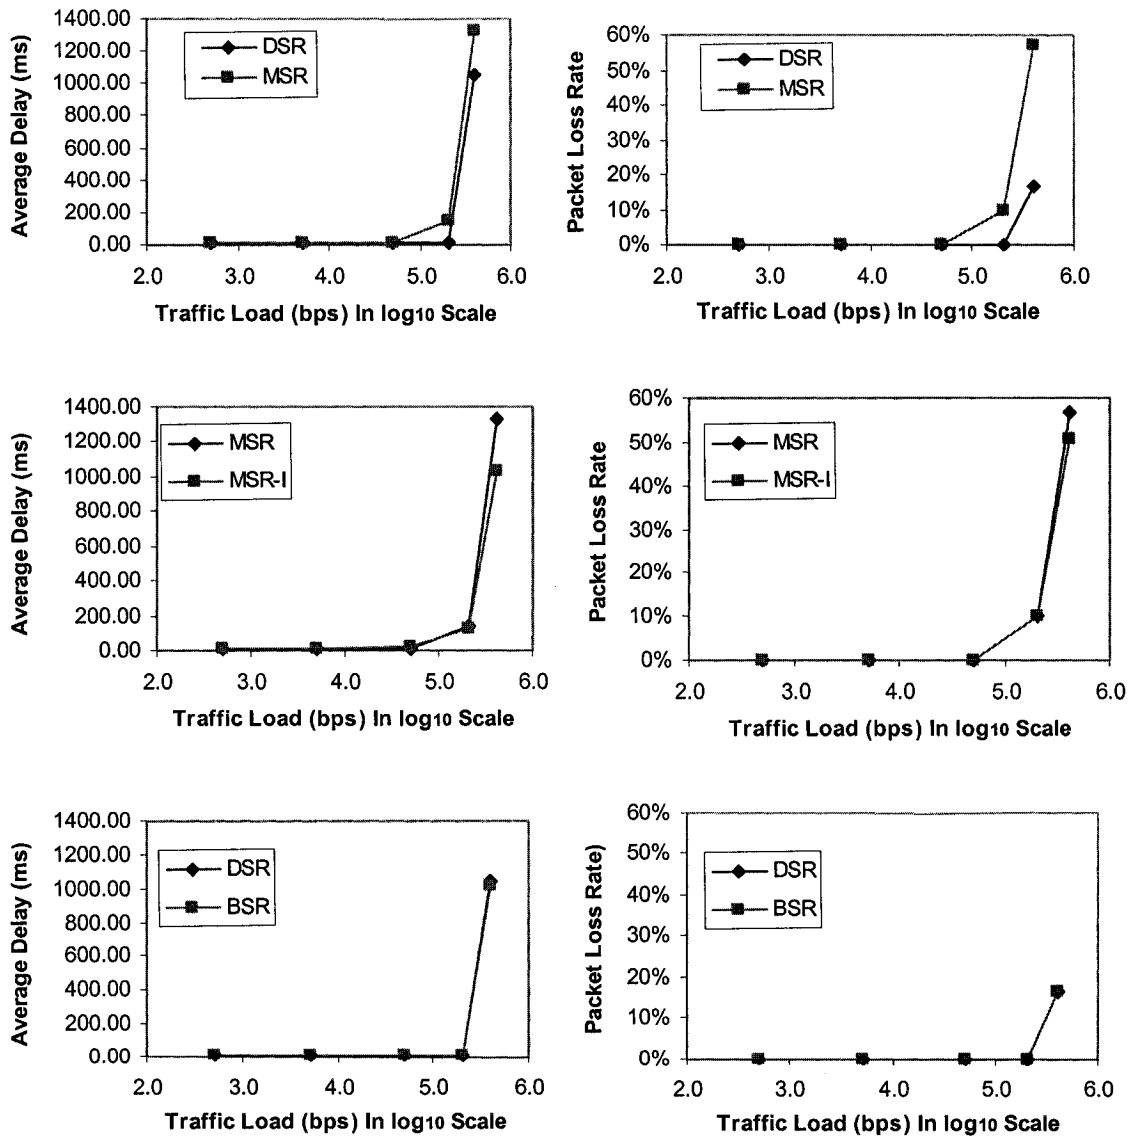 Average Delay (ms)
1400.00
1200.00
1000.00
800.00
600.00
400.00
200.00
0.00
DSR
MSR
2.0 3.0 4.0 5.0 6.0
Traffic Load (bps) In log10 Scale
Packet Loss Rate
60%
50%
40%
30%
20%
10%
0%
DSR
MSR
2.0 3.0 4.0 5.0 6.0
Traffic Load (bps) In log10 Scale
Average Delay (ms)
1400.00
1200.00
1000.00
800.00
600.00
400.00
200.00
0.00
MSR
MSR-I
2.0 3.0 4.0 5.0 6.0
Traffic Load (bps) In log10 Scale
Packet Loss Rate
60%
50%
40%
30%
20%
10%
0%
MSR
MSR-I
2.0 3.0 4.0 5.0 6.0
Traffic Load (bps) In log10 Scale
Average Delay (ms)
1400.00
1200.00
1000.00
800.00
600.00
400.00
200.00
0.00
DSR
BSR
2.0 3.0 4.0 5.0 6.0
Traffic Load (bps) In log10 Scale
Packet Loss Rate)
60%
50%
40%
30%
20%
10%
0%
DSR
BSR
2.0 3.0 4.0 5.0 6.0
Traffic Load (bps) In log10 Scale